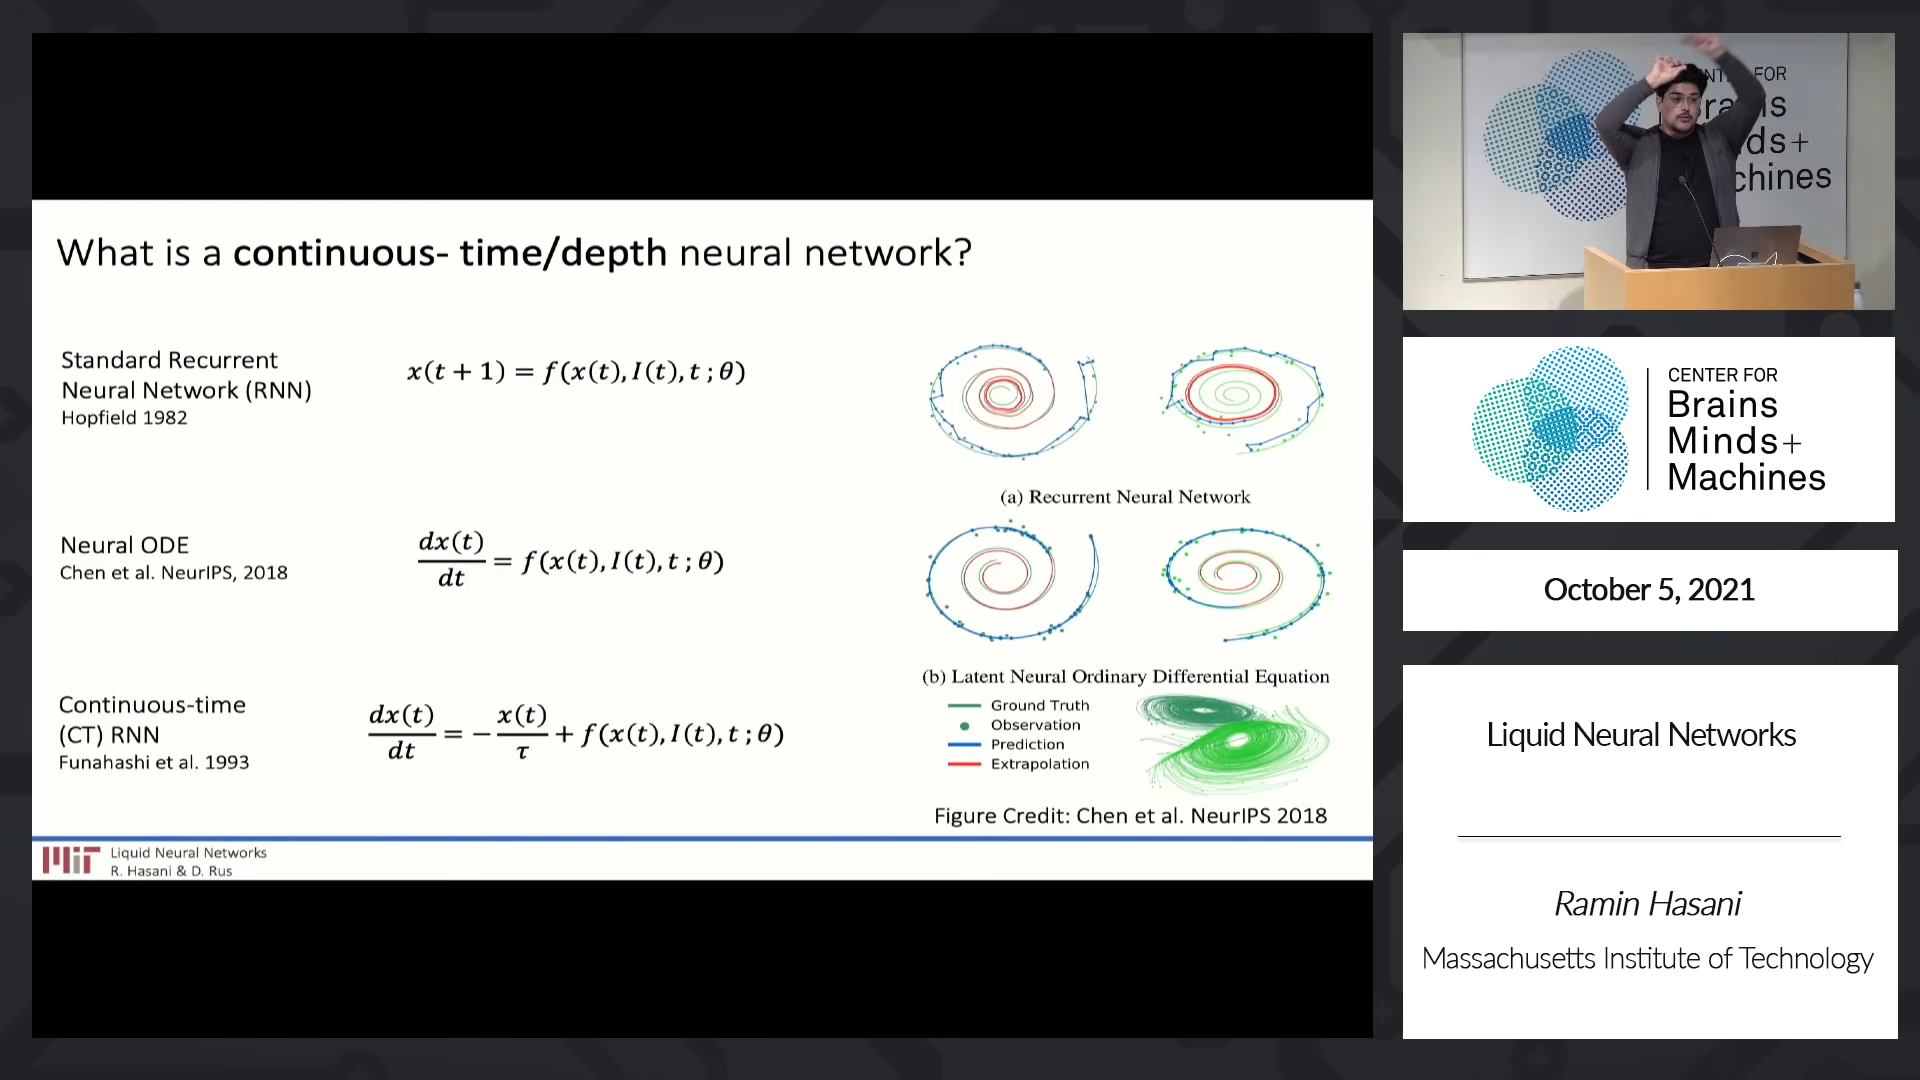 What is a continuous- time/depth neural network?
Standard Recurrent
Neural Network (RNN)
Hopfield 1982
x(t + 1) = f(x(t), I(t), t ; θ)
(a) Recurrent Neural Network
Neural ODE
Chen et al. NeurIPS, 2018
dx(t)/dt = f(x(t), I(t), t ; θ)
(b) Latent Neural Ordinary Differential Equation
Continuous-time
(CT) RNN
Funahashi et al. 1993
dx(t)/dt = − x(t)/τ + f(x(t), I(t), t ; θ)
Ground Truth
Observation
Prediction
Extrapolation
Figure Credit: Chen et al. NeurIPS 2018
MIT
Liquid Neural Networks
R. Hasani & D. Rus
FOR
ds+
chines
CENTER FOR
Brains
Minds+
Machines
October 5, 2021
Liquid Neural Networks
Ramin Hasani
Massachusetts Institute of Technology